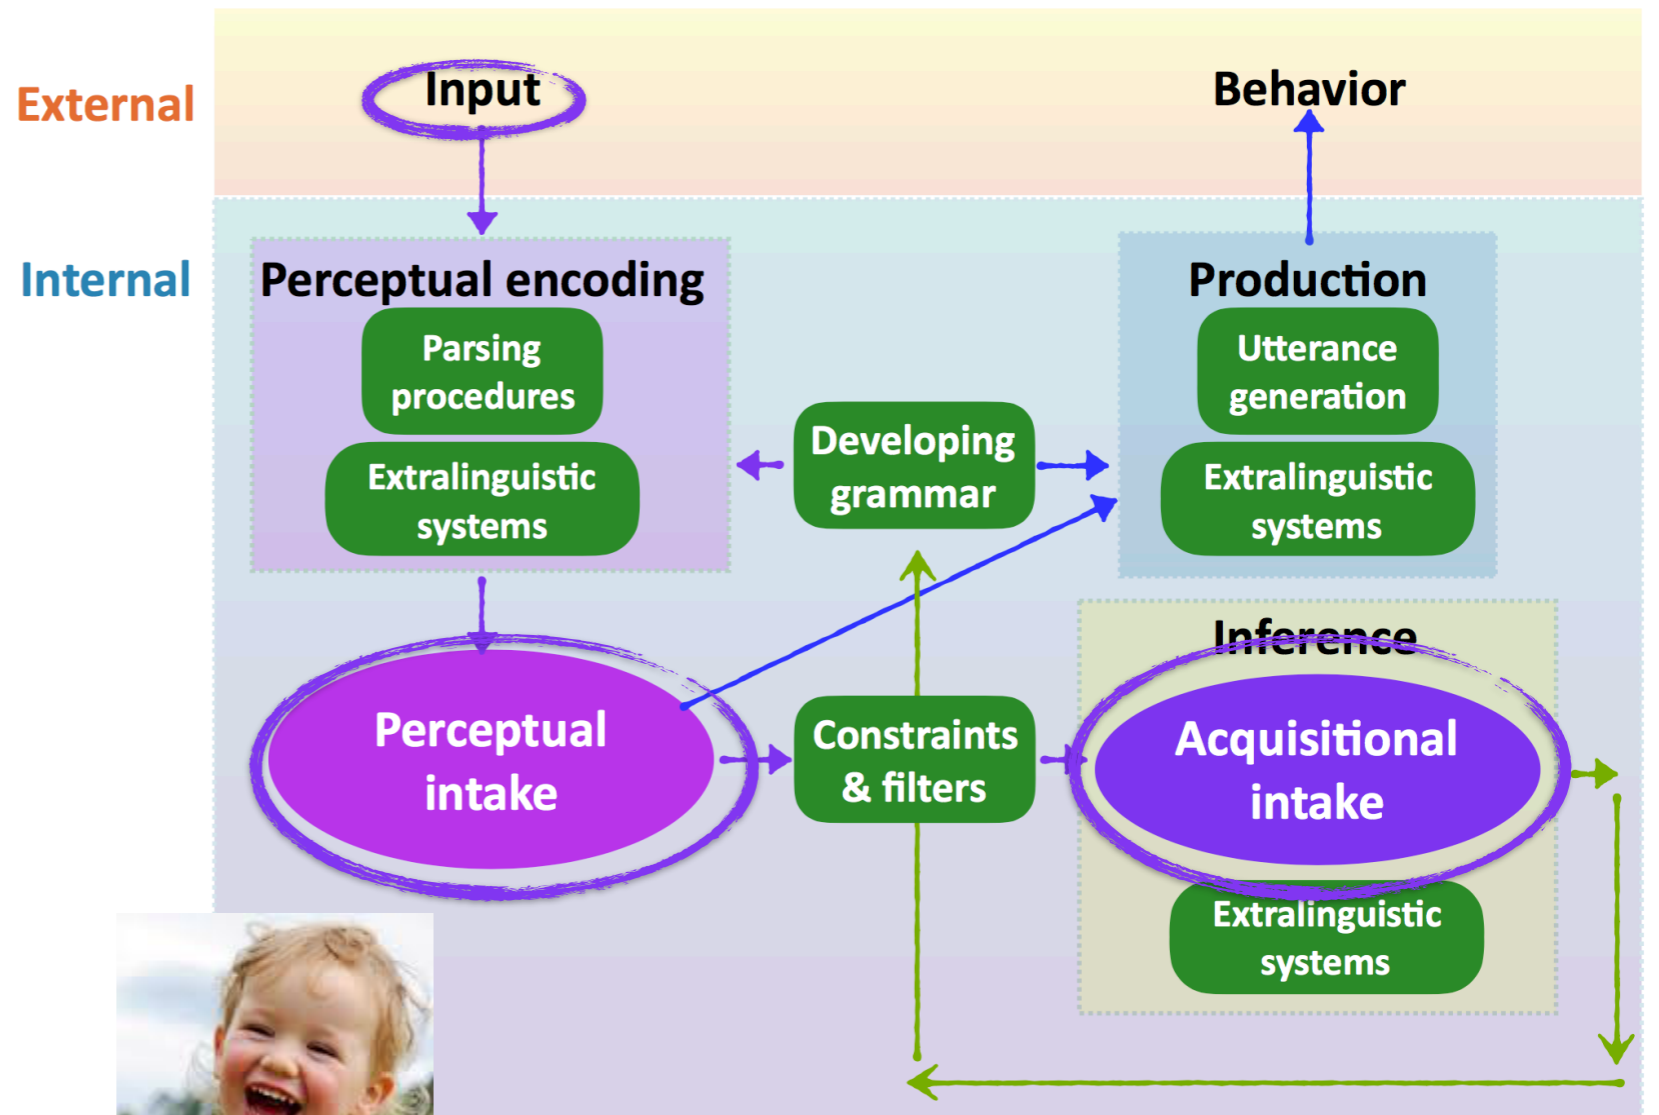 External
Input
Behavior
Internal
Perceptual encoding
Parsing
procedures
Extralinguistic
systems
Developing
grammar
Production
Utterance
generation
Extralinguistic
systems
Perceptual
intake
Constraints
& filters
Inference
Acquisitional
intake
Extralinguistic
systems